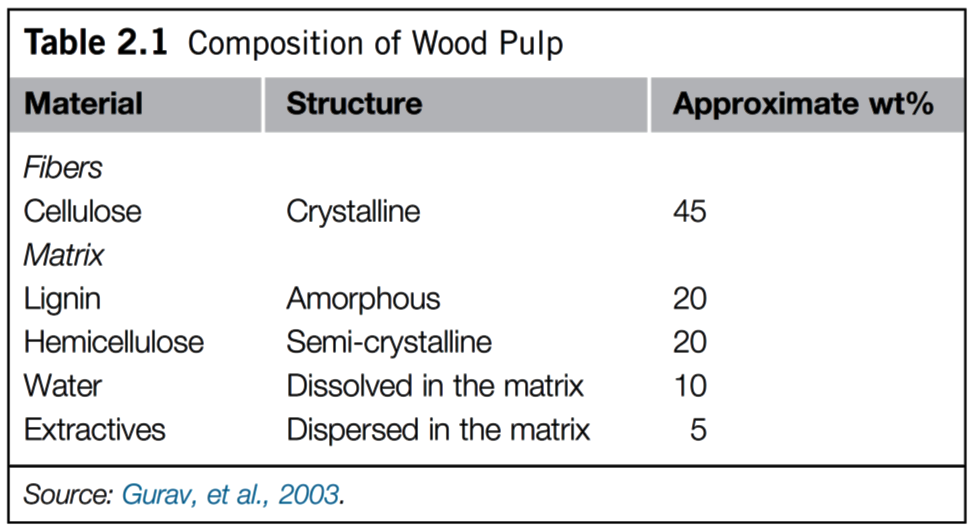 Table 2.1 Composition of Wood Pulp
Material Structure Approximate wt%
Fibers
Cellulose Crystalline 45
Matrix
Lignin Amorphous 20
Hemicellulose Semi-crystalline 20
Water Dissolved in the matrix 10
Extractives Dispersed in the matrix 5
Source: Gurav, et al., 2003.